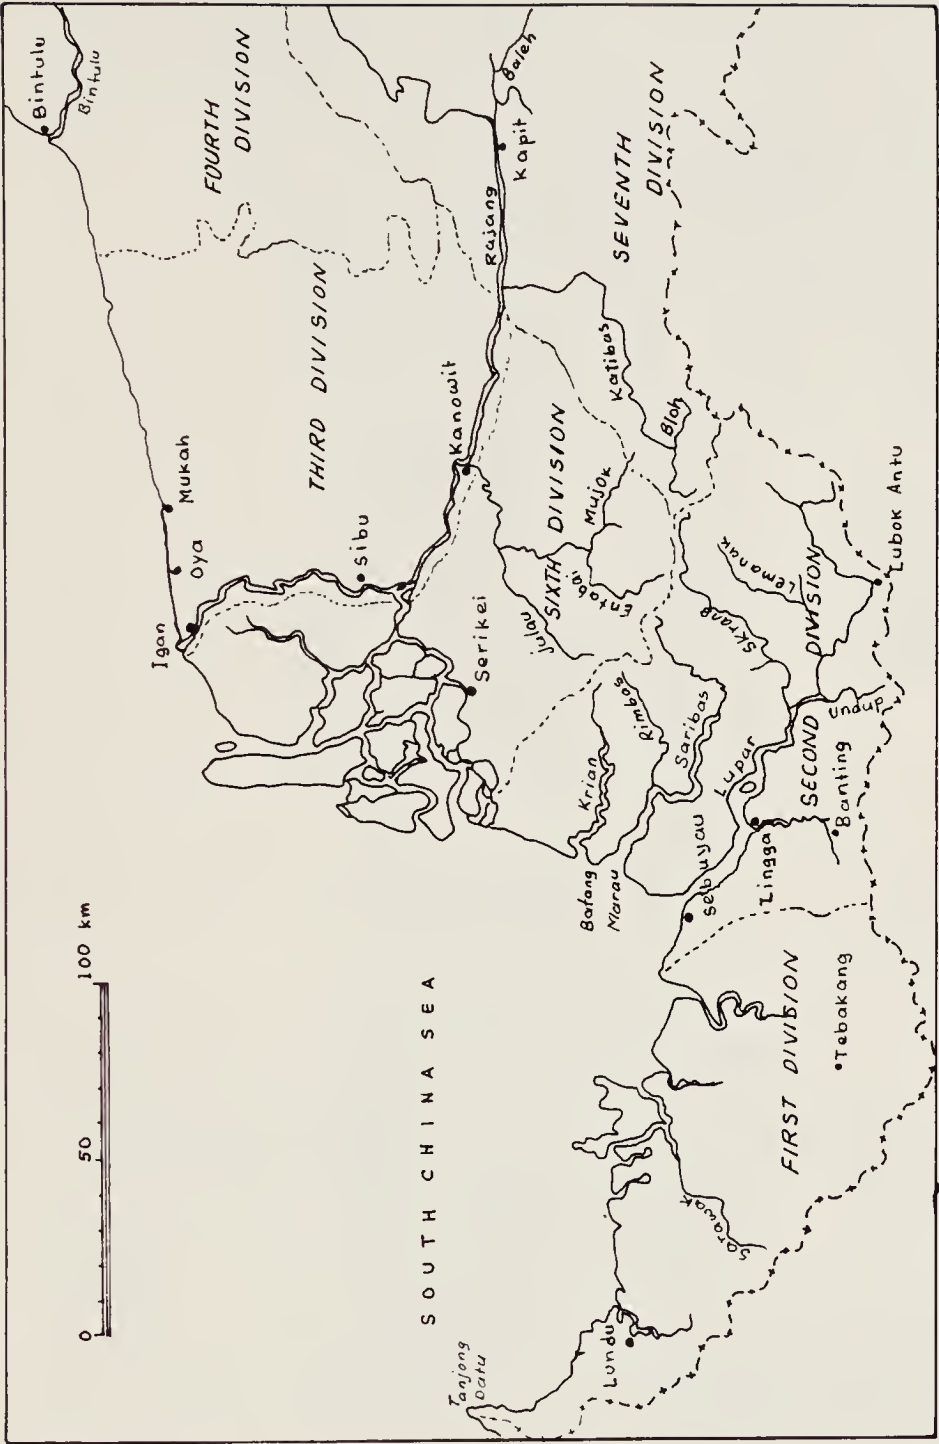 Bintulu
Bintulu
FOURTH
DIVISION
Baleh
Kapit
Rajang
SEVENTH
DIVISION
THIRD DIVISION
Katibas
Bloh
Kanowit
Mukah
Oya
Igan
Sibu
Serikei
SIXTH DIVISION
Mujok
Entabai
Julau
Lemanak
Skrang
Lubok Antu
SECOND DIVISION
Undup
Rimbas
Saribas
Krian
Lupar
Banting
Lingga
Sebuyau
Batang
Marau
0 50 100 km
SOUTH CHINA SEA
FIRST DIVISION
Tebakang
Sarawak
Lundu
Tanjong
Datu